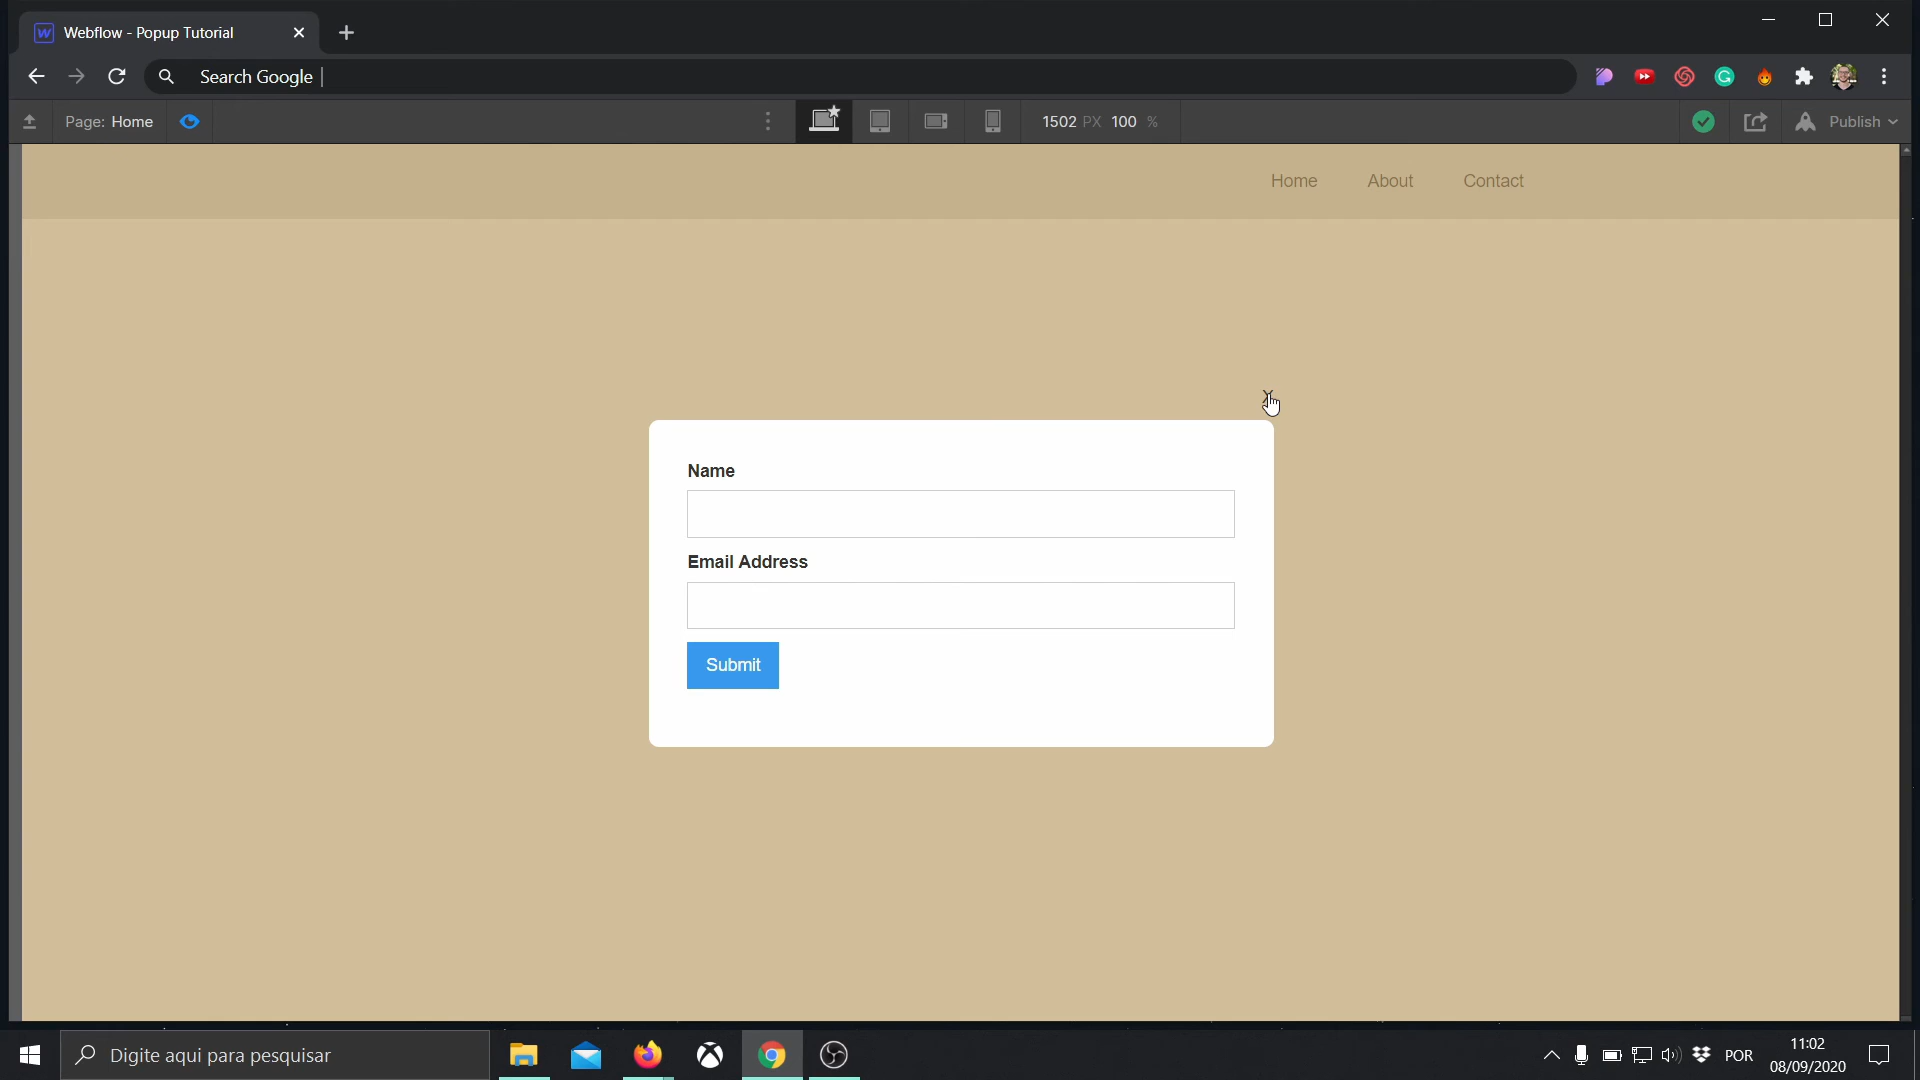 Webflow - Popup Tutorial
Search Google
Page: Home
1502 PX 100 %
Publish
Home About Contact
X
Name
Email Address
Submit
Digite aqui para pesquisar
POR
11:02
08/09/2020